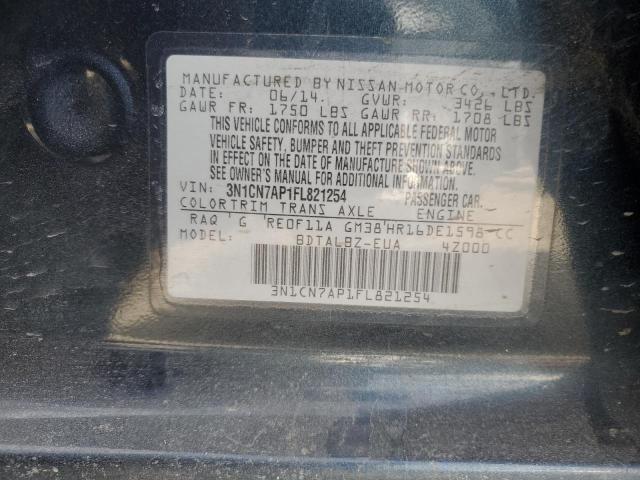 MANUFACTURED BY NISSAN MOTOR CO., LTD.
DATE: 06/14. GVWR: 3426 LBS
GAWR FR: 1750 LBS GAWR RR: 1708 LBS
THIS VEHICLE CONFORMS TO ALL APPLICABLE FEDERAL MOTOR
VEHICLE SAFETY, BUMPER AND THEFT PREVENTION STANDARDS
IN EFFECT ON THE DATE OF MANUFACTURE SHOWN ABOVE.
SEE OWNER'S MANUAL FOR ADDITIONAL INFORMATION.
VIN: 3N1CN7AP1FL821254 PASSENGER CAR.
COLOR TRIM TRANS AXLE ENGINE
RAQ G RE0F11A GM38 HR16DE1598-CC
MODEL: BDTALBZ-EUA 4Z000
3N1CN7AP1FL821254